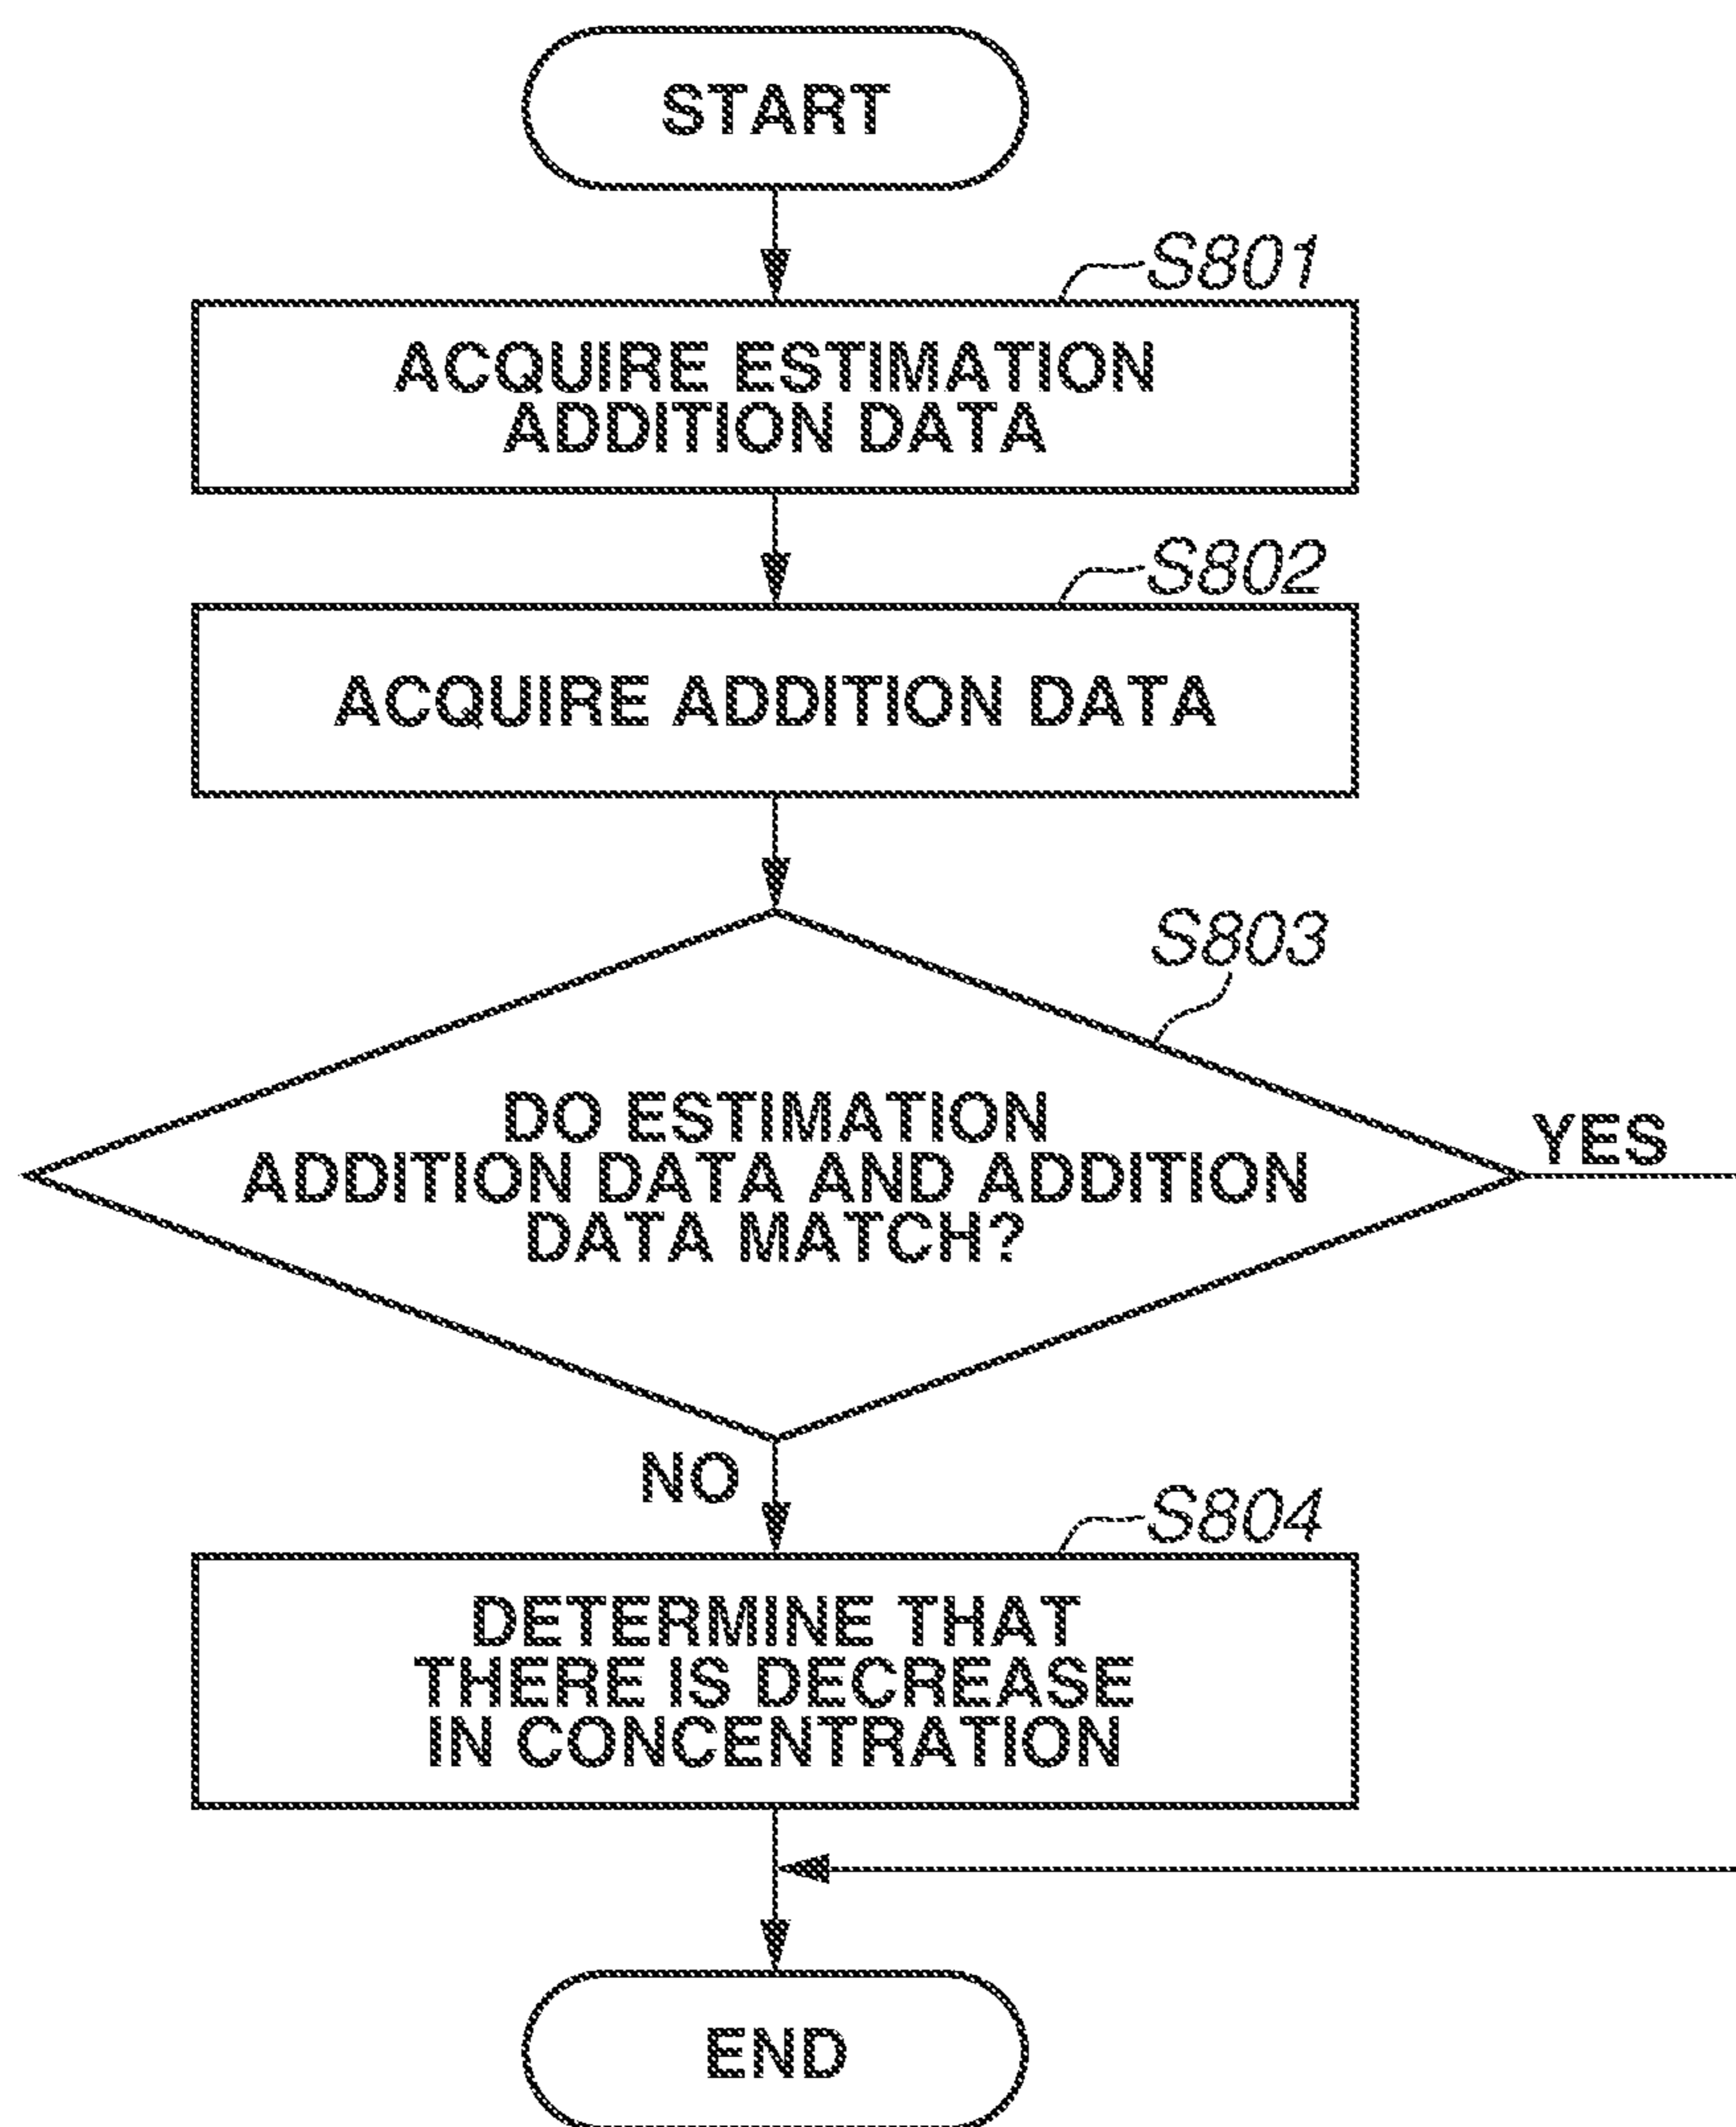 START
S801
ACQUIRE ESTIMATION
ADDITION DATA
S802
ACQUIRE ADDITION DATA
S803
DO ESTIMATION
ADDITION DATA AND ADDITION
DATA MATCH?
YES
NO
S804
DETERMINE THAT
THERE IS DECREASE
IN CONCENTRATION
END